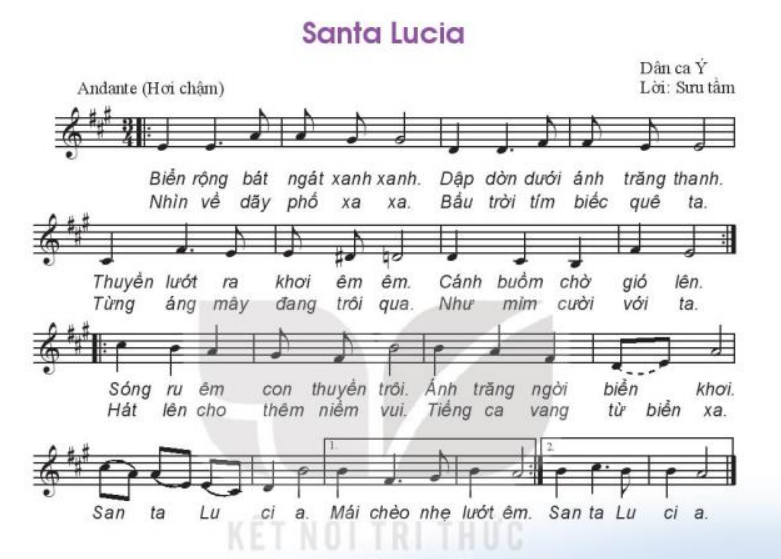 Santa Lucia
Dân ca Ý
Andante (Hơi chậm)
Lời: Sưu tầm
Biển rộng bát ngát xanh xanh. Dập dờn dưới ánh trăng thanh.
Nhìn về dãy phố xa xa. Bầu trời tím biếc quê ta.
Thuyền lướt ra khơi êm êm. Cánh buồm chờ gió lên.
Từng áng mây đang trôi qua. Như mỉm cười với ta.
Sóng ru êm con thuyền trôi. Ánh trăng ngời biển khơi.
Hát lên cho thêm niềm vui. Tiếng ca vang từ biển xa.
1.
2.
San ta Lu ci a. Mái chèo nhẹ lướt êm. San ta Lu ci a.
KẾT NỐI TRI THỨC